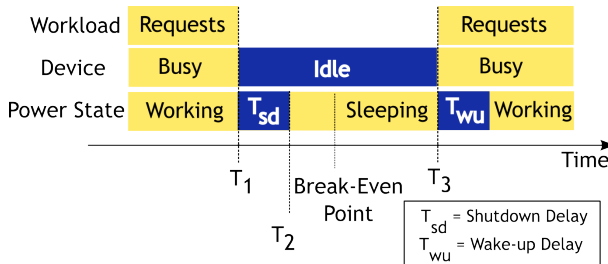 Workload Requests Requests
Device Busy Idle Busy
Power State Working Tsd Sleeping Twu Working
Time
T1 Break-Even T3
Point
T2
Tsd = Shutdown Delay
Twu = Wake-up Delay